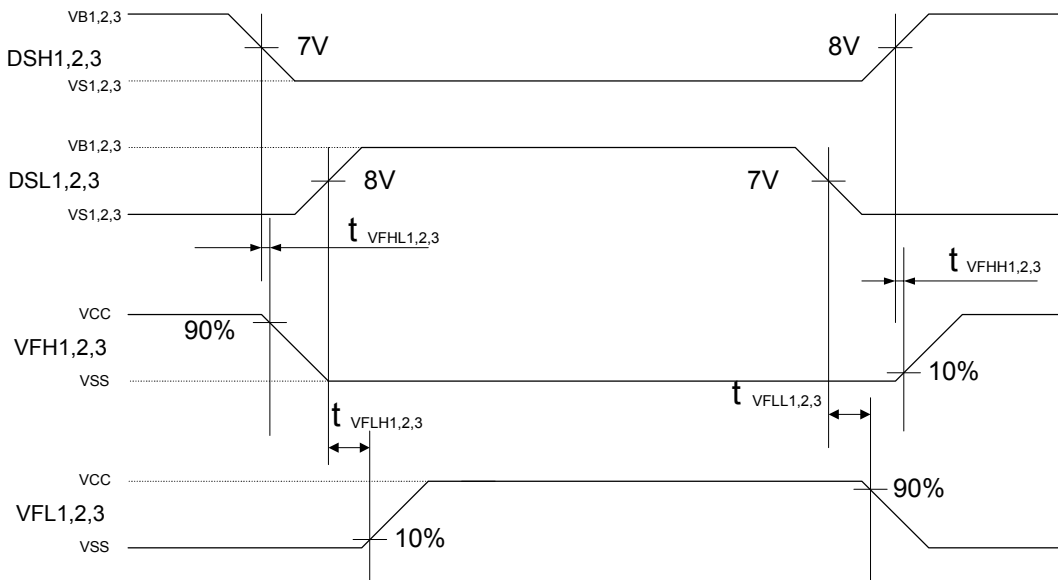 VB1,2,3
7V
8V
DSH1,2,3
VS1,2,3
VB1,2,3
DSL1,2,3
8V
7V
VS1,2,3
t VFHL1,2,3
t VFHH1,2,3
VCC
90%
VFH1,2,3
10%
VSS
t VFLL1,2,3
t VFLH1,2,3
VCC
90%
VFL1,2,3
10%
VSS